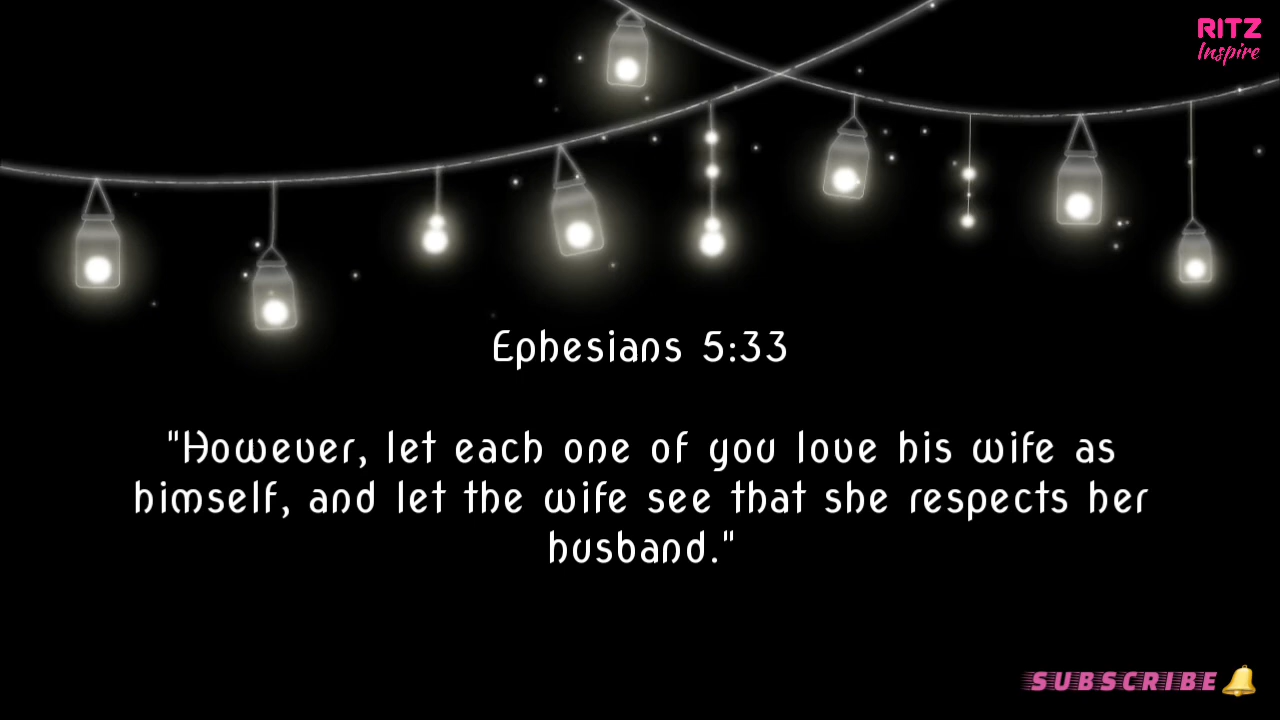 RITZ
Inspire
Ephesians 5:33
"However, let each one of you love his wife as
himself, and let the wife see that she respects her
husband."
SUBSCRIBE